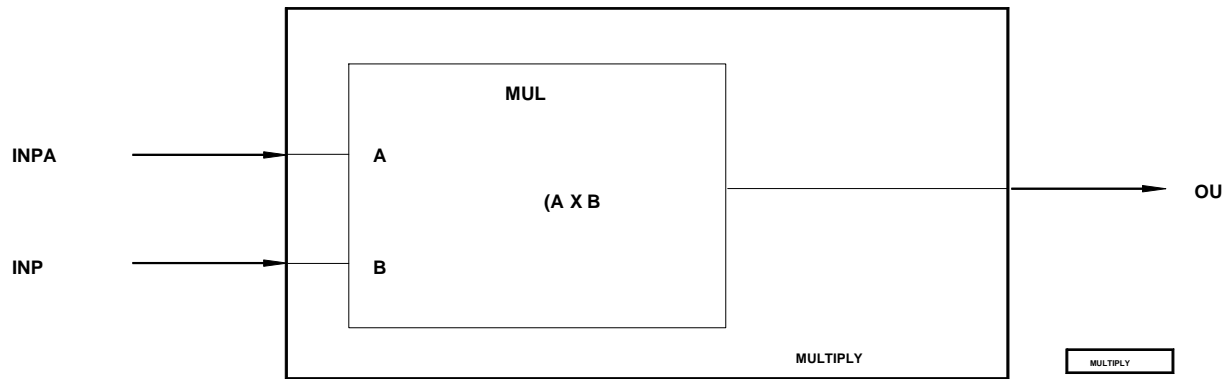 MUL
INPA
A
(A X B
OU
INP
B
MULTIPLY
MULTIPLY